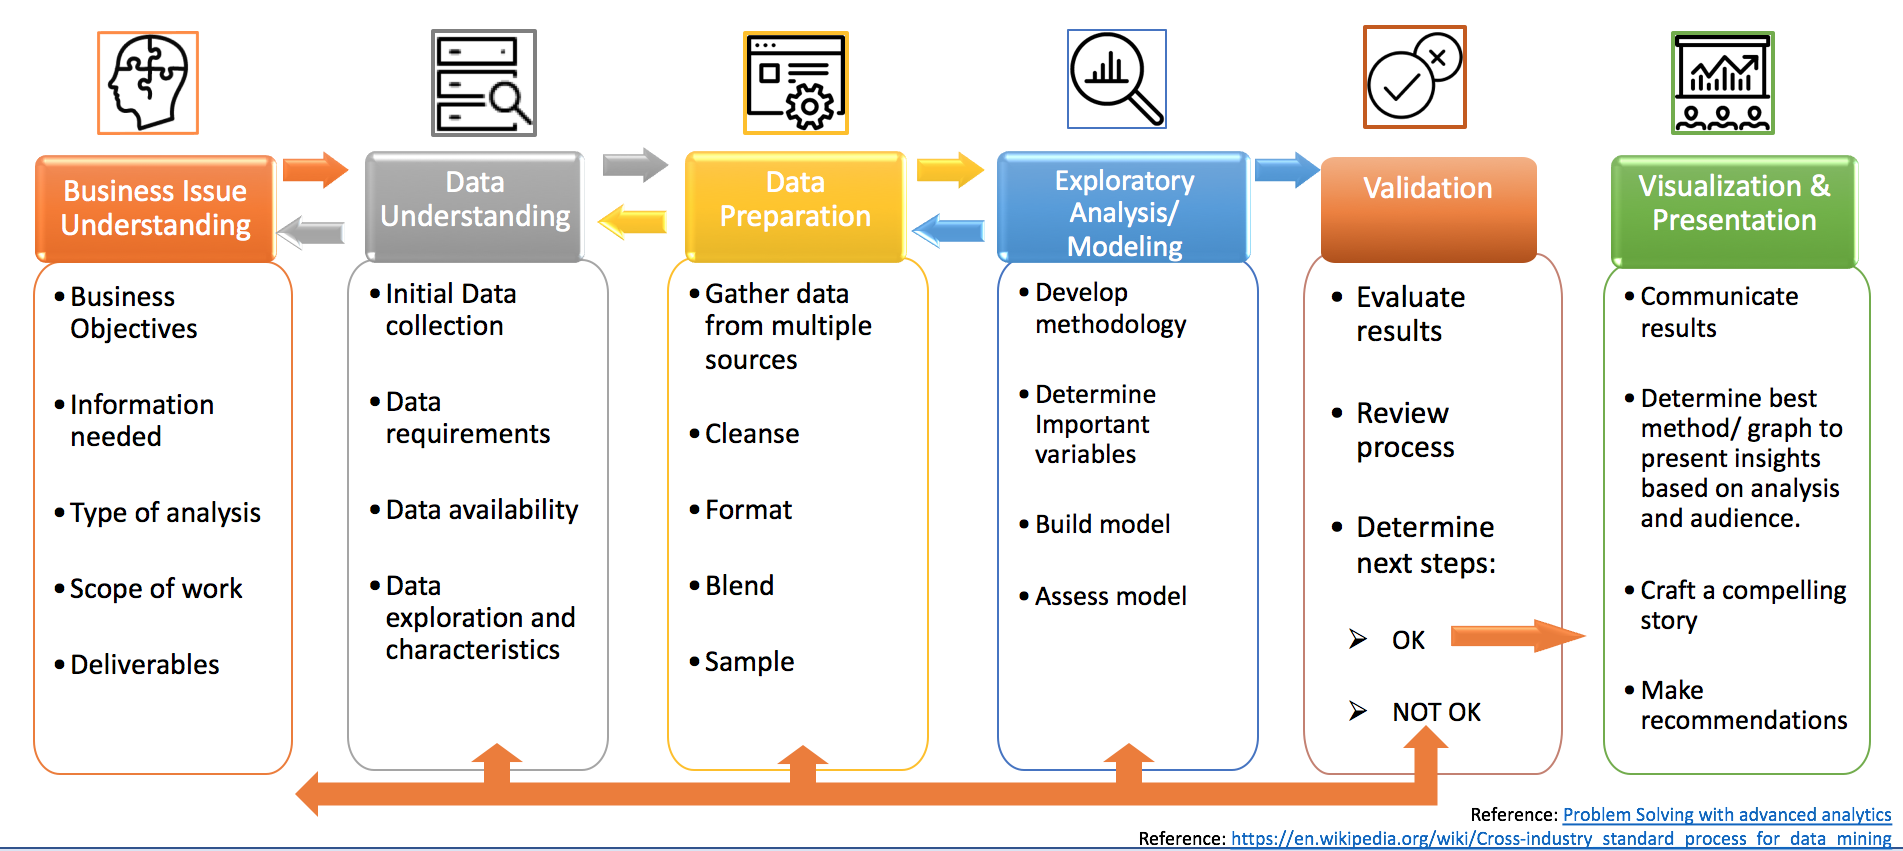 Business Issue
Understanding
• Business
Objectives
• Information
needed
• Type of analysis
• Scope of work
• Deliverables
Data
Understanding
• Initial Data
collection
• Data
requirements
• Data availability
• Data
exploration and
characteristics
Data
Preparation
• Gather data
from multiple
sources
• Cleanse
• Format
• Blend
• Sample
Exploratory
Analysis/
Modeling
• Develop
methodology
• Determine
Important
variables
• Build model
• Assess model
Validation
• Evaluate
results
• Review
process
• Determine
next steps:
➢ OK
➢ NOT OK
Visualization &
Presentation
• Communicate
results
• Determine best
method/ graph to
present insights
based on analysis
and audience.
• Craft a compelling
story
• Make
recommendations
Reference: Problem Solving with advanced analytics
Reference: https://en.wikipedia.org/wiki/Cross-industry_standard_process_for_data_mining